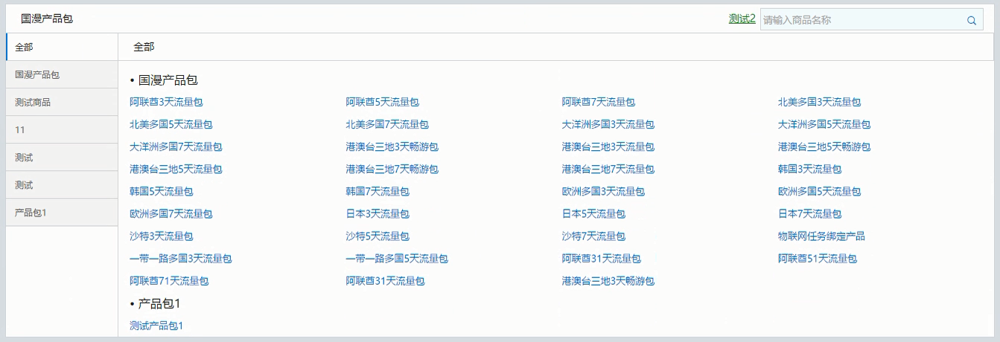 国漫产品包 测试2 请输入商品名称
全部 全部
国漫产品包
测试商品
11
测试
测试
产品包1
• 国漫产品包
阿联酋3天流量包 阿联酋5天流量包 阿联酋7天流量包 北美多国3天流量包
北美多国5天流量包 北美多国7天流量包 大洋洲多国3天流量包 大洋洲多国5天流量包
大洋洲多国7天流量包 港澳台三地3天畅游包 港澳台三地3天流量包 港澳台三地5天畅游包
港澳台三地5天流量包 港澳台三地7天畅游包 港澳台三地7天流量包 韩国3天流量包
韩国5天流量包 韩国7天流量包 欧洲多国3天流量包 欧洲多国5天流量包
欧洲多国7天流量包 日本3天流量包 日本5天流量包 日本7天流量包
沙特3天流量包 沙特5天流量包 沙特7天流量包 物联网任务绑定产品
一带一路多国3天流量包 一带一路多国5天流量包 阿联酋31天流量包 阿联酋51天流量包
阿联酋71天流量包 阿联酋31天流量包 港澳台三地3天畅游包
• 产品包1
测试产品包1